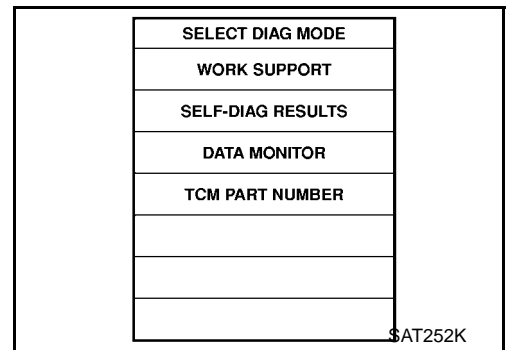 SELECT DIAG MODE
WORK SUPPORT
SELF-DIAG RESULTS
DATA MONITOR
TCM PART NUMBER
SAT252K